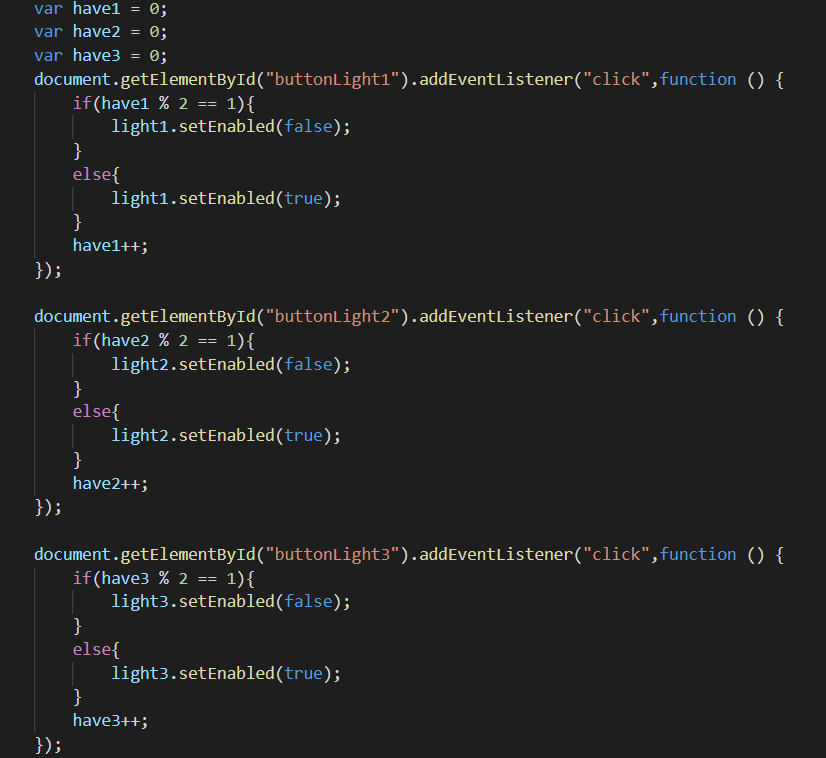 var have1 = 0;
var have2 = 0;
var have3 = 0;
document.getElementById("buttonLight1").addEventListener("click",function () {
    if(have1 % 2 == 1){
        light1.setEnabled(false);
    }
    else{
        light1.setEnabled(true);
    }
    have1++;
});

document.getElementById("buttonLight2").addEventListener("click",function () {
    if(have2 % 2 == 1){
        light2.setEnabled(false);
    }
    else{
        light2.setEnabled(true);
    }
    have2++;
});

document.getElementById("buttonLight3").addEventListener("click",function () {
    if(have3 % 2 == 1){
        light3.setEnabled(false);
    }
    else{
        light3.setEnabled(true);
    }
    have3++;
});